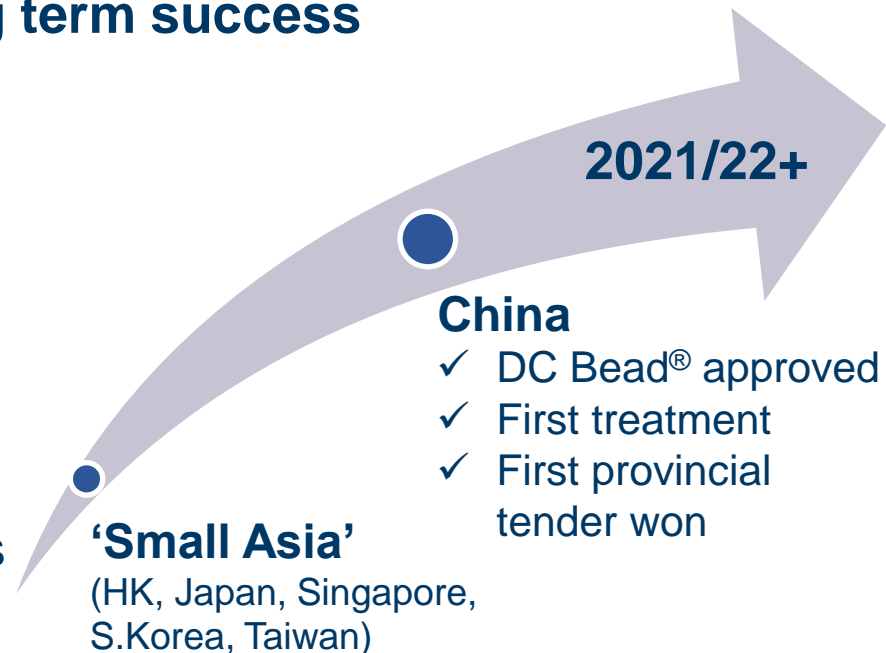 term success
2021/22+
China
✓ DC Bead® approved
✓ First treatment
✓ First provincial
tender won
‘Small Asia’
(HK, Japan, Singapore,
S.Korea, Taiwan)